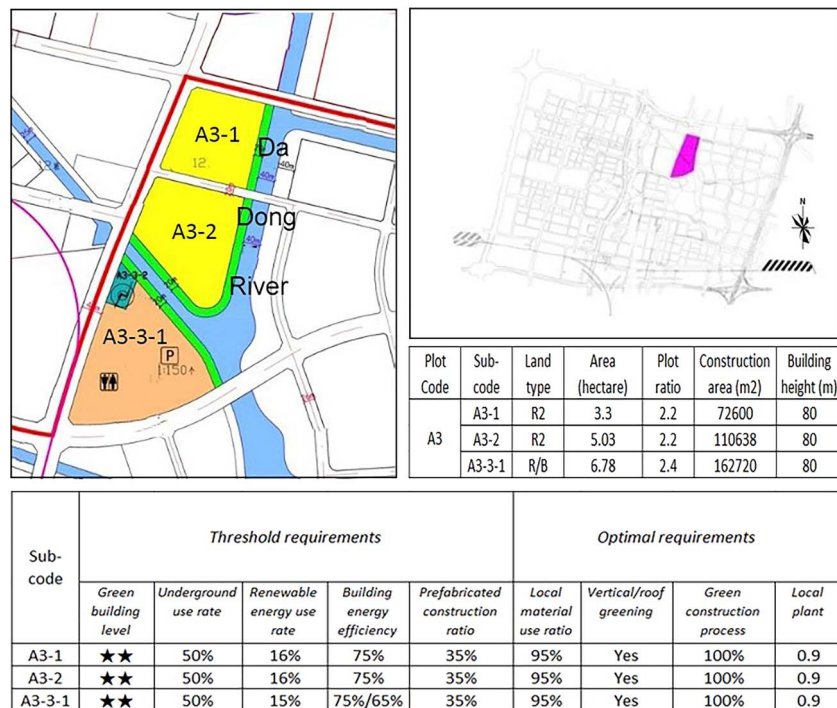 A3-1
Da
12.
40m
40m
A3-2
Dong
40m
River
A3-3-2
20m
20m
A3-3-1
P
1:150↑
N
Plot Code | Sub-code | Land type | Area (hectare) | Plot ratio | Construction area (m2) | Building height (m)
A3 | A3-1 | R2 | 3.3 | 2.2 | 72600 | 80
A3-2 | R2 | 5.03 | 2.2 | 110638 | 80
A3-3-1 | R/B | 6.78 | 2.4 | 162720 | 80
Sub-code | Threshold requirements | Optimal requirements
Green building level | Underground use rate | Renewable energy use rate | Building energy efficiency | Prefabricated construction ratio | Local material use ratio | Vertical/roof greening | Green construction process | Local plant
A3-1 | ★★ | 50% | 16% | 75% | 35% | 95% | Yes | 100% | 0.9
A3-2 | ★★ | 50% | 16% | 75% | 35% | 95% | Yes | 100% | 0.9
A3-3-1 | ★★ | 50% | 15% | 75%/65% | 35% | 95% | Yes | 100% | 0.9